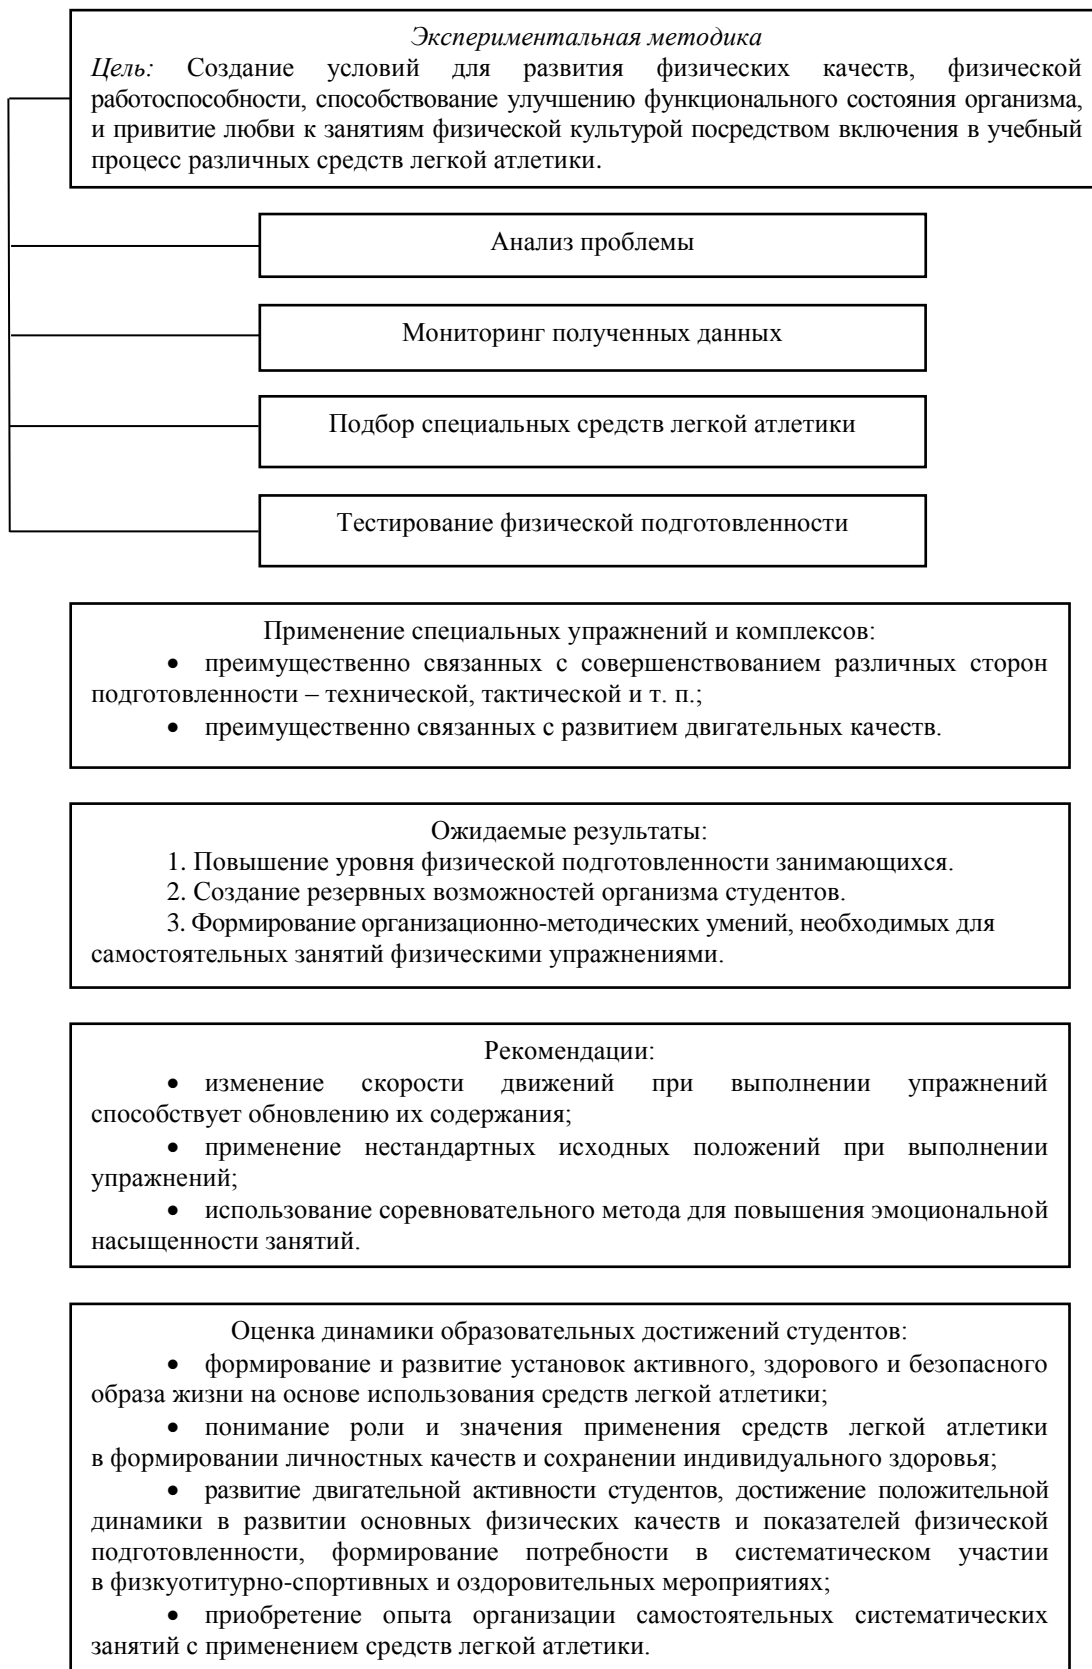 Экспериментальная методика
Цель: Создание условий для развития физических качеств, физической
работоспособности, способствование улучшению функционального состояния организма,
и привитие любви к занятиям физической культурой посредством включения в учебный
процесс различных средств легкой атлетики.
Анализ проблемы
Мониторинг полученных данных
Подбор специальных средств легкой атлетики
Тестирование физической подготовленности
Применение специальных упражнений и комплексов:
• преимущественно связанных с совершенствованием различных сторон
подготовленности – технической, тактической и т. п.;
• преимущественно связанных с развитием двигательных качеств.
Ожидаемые результаты:
1. Повышение уровня физической подготовленности занимающихся.
2. Создание резервных возможностей организма студентов.
3. Формирование организационно-методических умений, необходимых для
самостоятельных занятий физическими упражнениями.
Рекомендации:
• изменение скорости движений при выполнении упражнений
способствует обновлению их содержания;
• применение нестандартных исходных положений при выполнении
упражнений;
• использование соревновательного метода для повышения эмоциональной
насыщенности занятий.
Оценка динамики образовательных достижений студентов:
• формирование и развитие установок активного, здорового и безопасного
образа жизни на основе использования средств легкой атлетики;
• понимание роли и значения применения средств легкой атлетики
в формировании личностных качеств и сохранении индивидуального здоровья;
• развитие двигательной активности студентов, достижение положительной
динамики в развитии основных физических качеств и показателей физической
подготовленности, формирование потребности в систематическом участии
в физкуотитурно-спортивных и оздоровительных мероприятиях;
• приобретение опыта организации самостоятельных систематических
занятий с применением средств легкой атлетики.